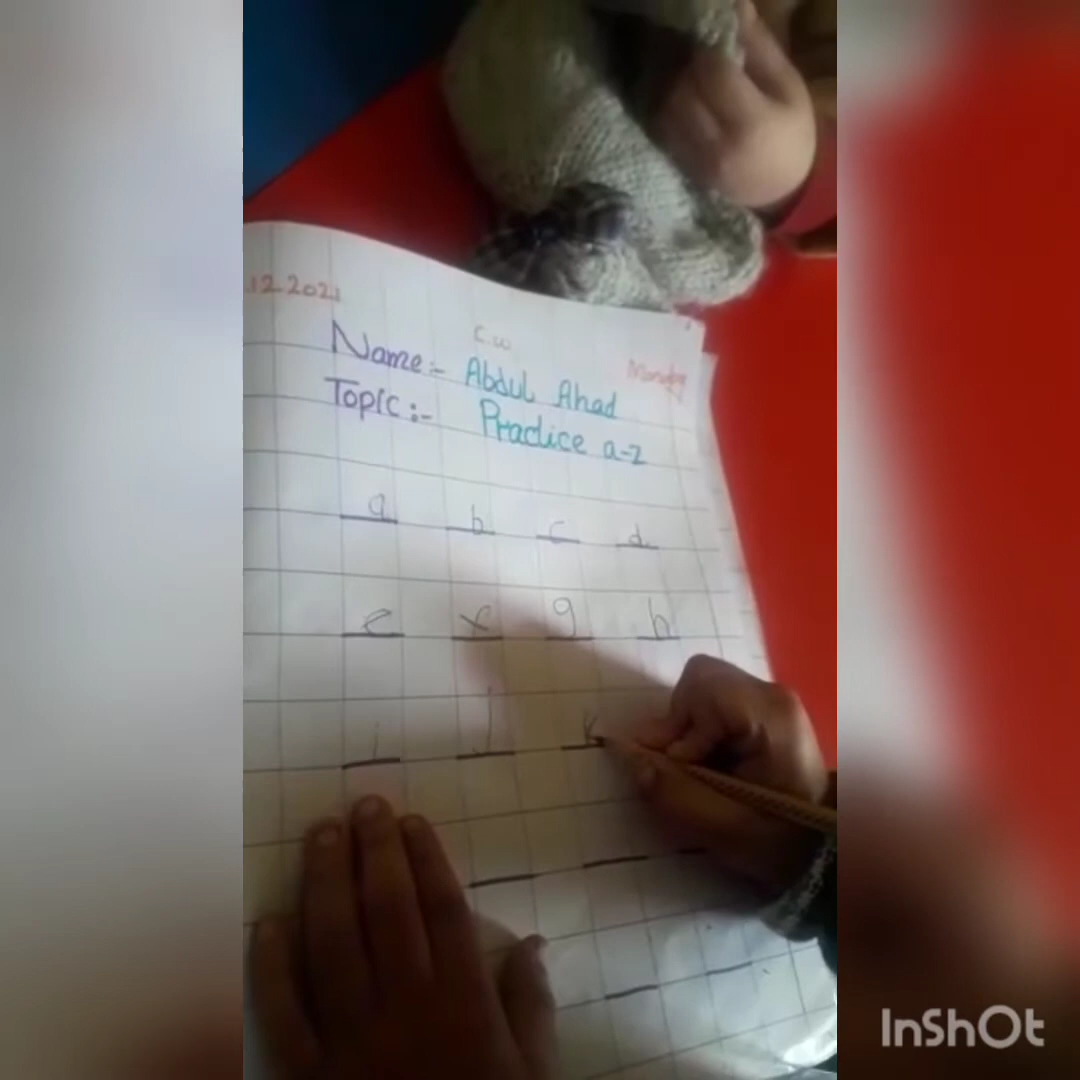 12-2021
C.W
Monday
Name:- Abdul Ahad
Topic:- Practice a-z
a b c d
e f g h
i j k
InShOt